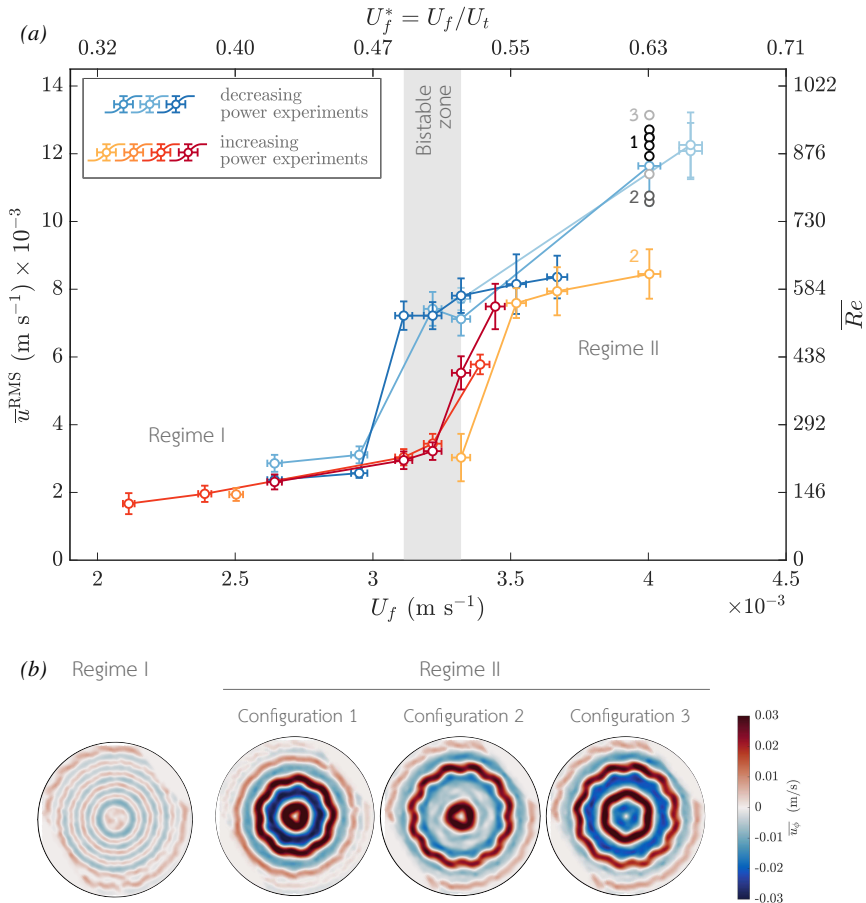 (a)
U*_f = U_f/U_t
0.32 0.40 0.47 0.55 0.63 0.71
14 1022
decreasing
power experiments
increasing
power experiments
Bistable
zone
3
1
2
2
12 876
10 730
8 584
6 438
4 292
2 146
0 0
u̅^RMS (m s⁻¹) × 10⁻³
R̅e̅
Regime I
Regime II
2 2.5 3 3.5 4 4.5
U_f (m s⁻¹)
×10⁻³
(b)
Regime I
Regime II
Configuration 1
Configuration 2
Configuration 3
0.03
0.02
0.01
0
-0.01
-0.02
-0.03
u̅_ϕ (m/s)